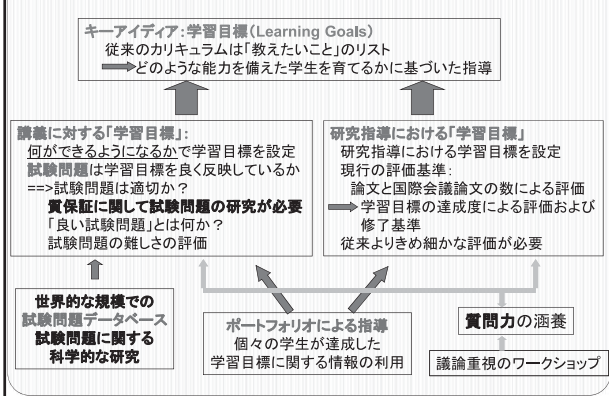 キーアイディア：学習目標（Learning Goals）
従来のカリキュラムは「教えたいこと」のリスト
どのような能力を備えた学生を育てるかに基づいた指導
講義に対する「学習目標」：
何ができるようになるかで学習目標を設定
試験問題は学習目標を良く反映しているか
==>試験問題は適切か？
質保証に関して試験問題の研究が必要
「良い試験問題」とは何か？
試験問題の難しさの評価
研究指導における「学習目標」
研究指導における学習目標を設定
現行の評価基準：
論文と国際会議論文の数による評価
学習目標の達成度による評価および
修了基準
従来よりきめ細かな評価が必要
世界的な規模での
試験問題データベース
試験問題に関する
科学的な研究
ポートフォリオによる指導
個々の学生が達成した
学習目標に関する情報の利用
質問力の涵養
議論重視のワークショップ